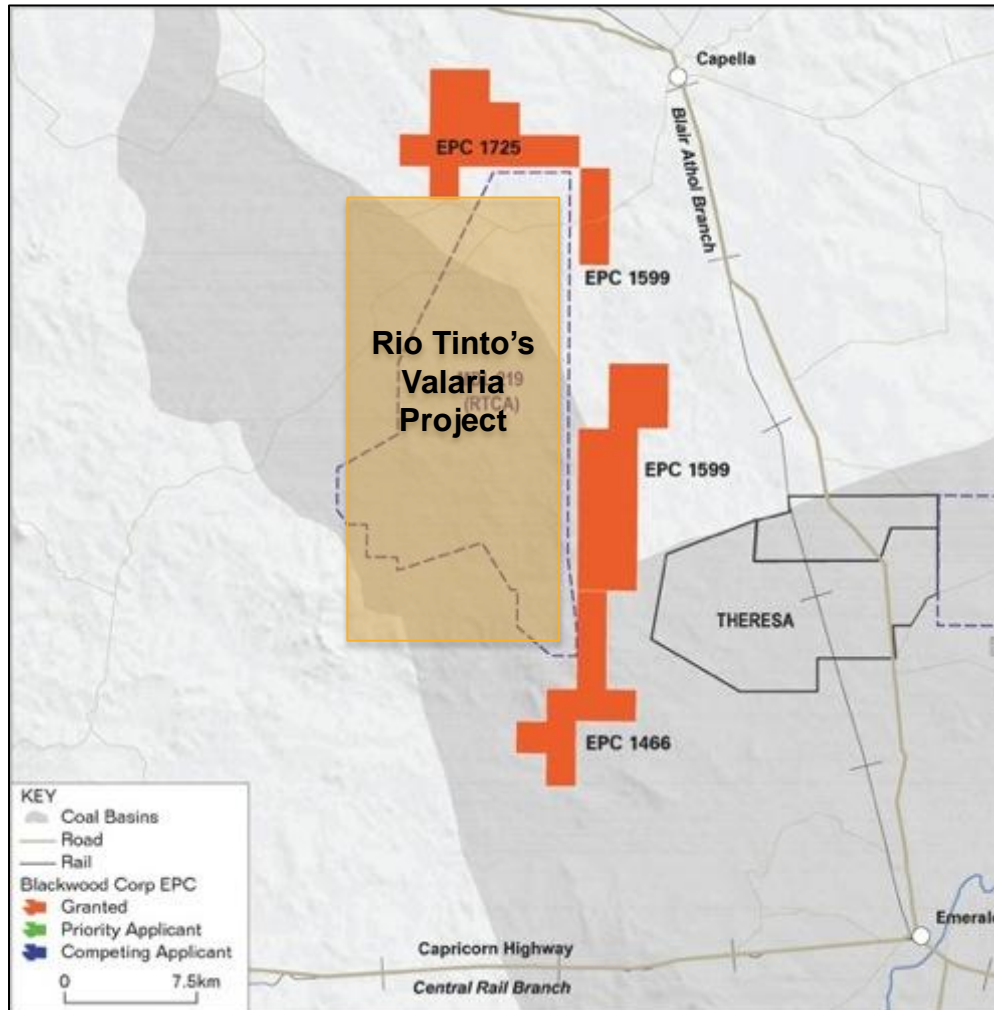 Capella
EPC 1725
Blair Athol Branch
EPC 1599
Rio Tinto's
Valaria
Project
219
(RTCA)
EPC 1599
THERESA
EPC 1466
KEY
Coal Basins
Road
Rail
Blackwood Corp EPC
Granted
Priority Applicant
Competing Applicant
0 7.5km
Emerald
Capricorn Highway
Central Rail Branch